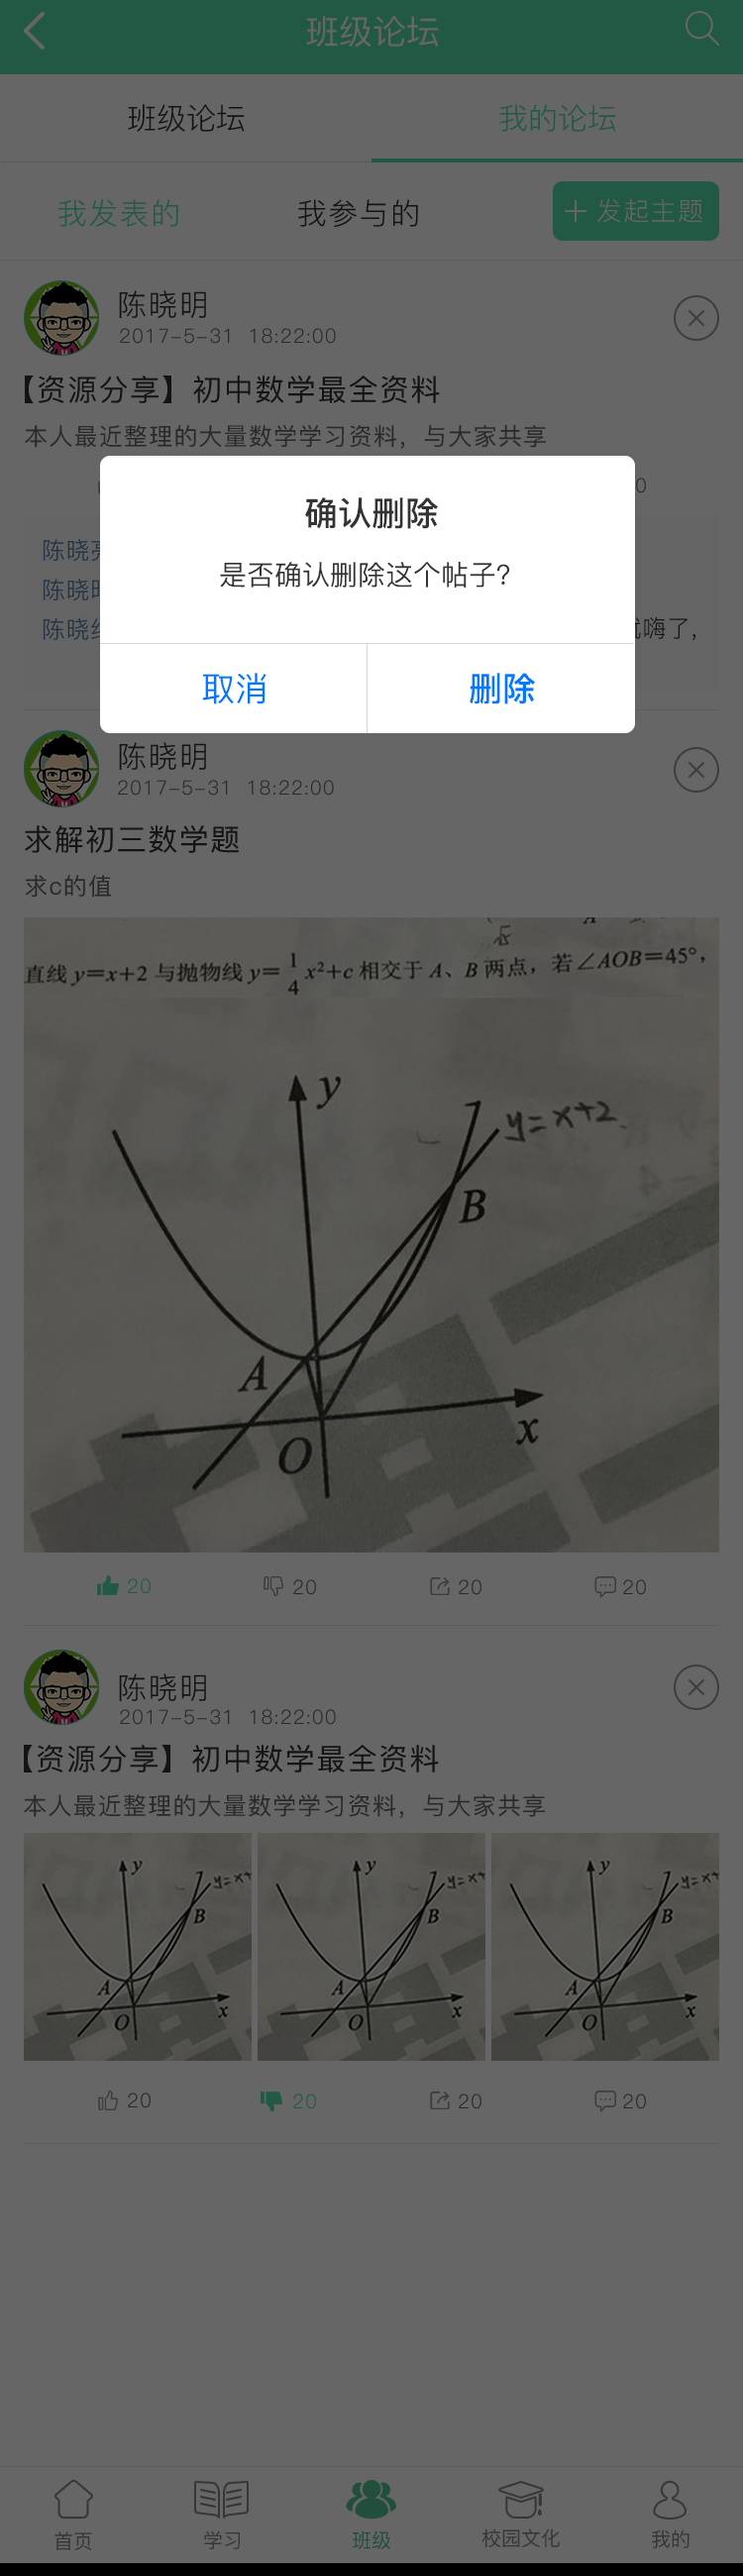 班级论坛
班级论坛 我的论坛
我发表的 我参与的 + 发起主题
陈晓明
2017-5-31 18:22:00
【资源分享】初中数学最全资料
本人最近整理的大量数学学习资料，与大家共享
0
陈晓
陈晓
陈晓 嗨了，
确认删除
是否确认删除这个帖子?
取消 删除
陈晓明
2017-5-31 18:22:00
求解初三数学题
求c的值
直线 y=x+2 与抛物线 y=1/4 x²+c 相交于 A、B 两点，若∠AOB=45°，
y
y=x+2
B
A
O
x
20 20 20 20
陈晓明
2017-5-31 18:22:00
【资源分享】初中数学最全资料
本人最近整理的大量数学学习资料，与大家共享
y y=x+ B A O x
y y=x+ B A O x
y y=x+ B A O x
20 20 20 20
首页 学习 班级 校园文化 我的